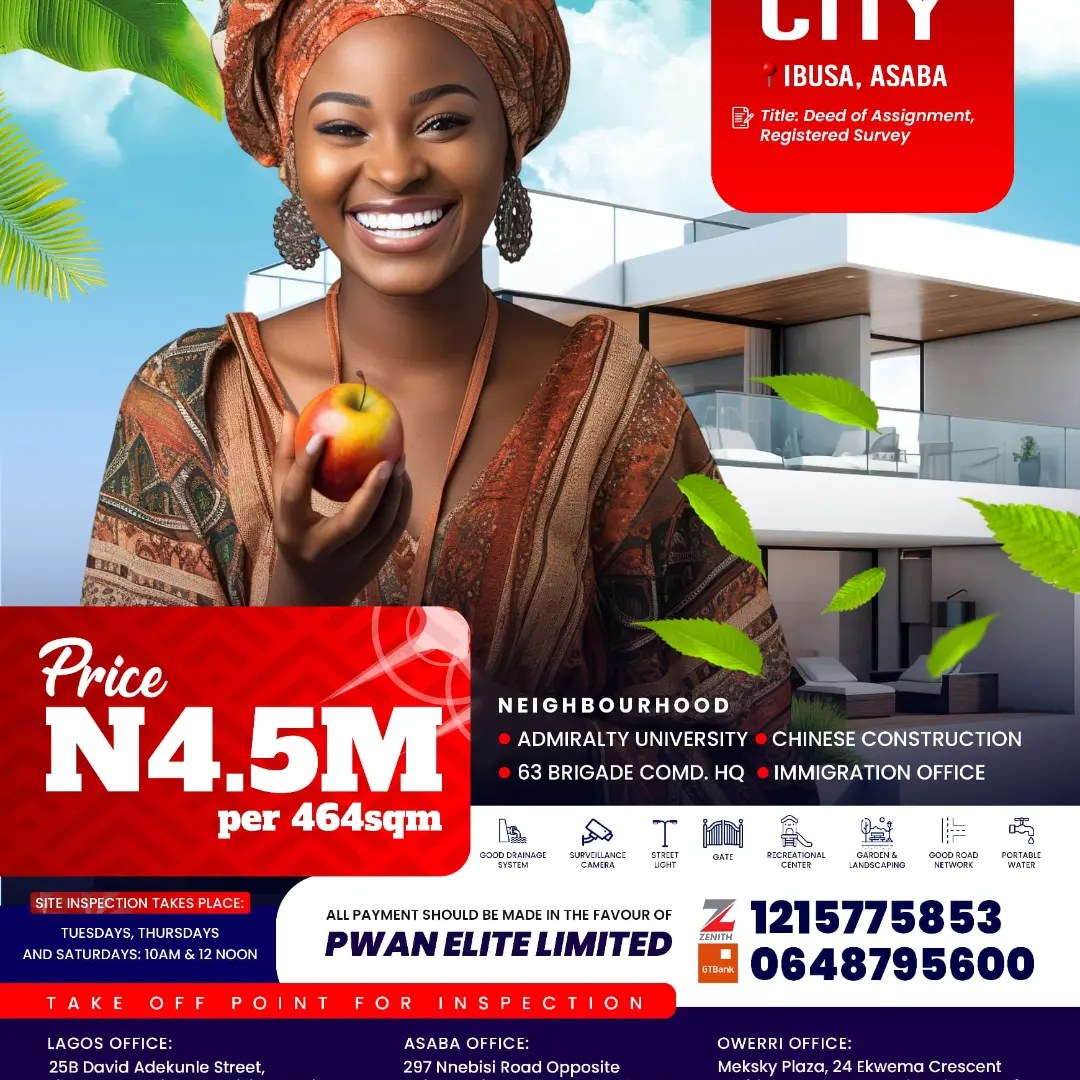 CITY
IBUSA, ASABA
Title: Deed of Assignment,
Registered Survey
Price
N4.5M
per 464sqm
NEIGHBOURHOOD
ADMIRALTY UNIVERSITY
CHINESE CONSTRUCTION
63 BRIGADE COMD. HQ
IMMIGRATION OFFICE
GOOD DRAINAGE
SYSTEM
SURVEILLANCE
CAMERA
STREET
LIGHT
GATE
RECREATIONAL
CENTER
GARDEN &
LANDSCAPING
GOOD ROAD
NETWORK
PORTABLE
WATER
SITE INSPECTION TAKES PLACE:
TUESDAYS, THURSDAYS
AND SATURDAYS: 10AM & 12 NOON
ALL PAYMENT SHOULD BE MADE IN THE FAVOUR OF
PWAN ELITE LIMITED
ZENITH
1215775853
GTBank
0648795600
TAKE OFF POINT FOR INSPECTION
LAGOS OFFICE:
25B David Adekunle Street,
ASABA OFFICE:
297 Nnebisi Road Opposite
OWERRI OFFICE:
Meksky Plaza, 24 Ekwema Crescent